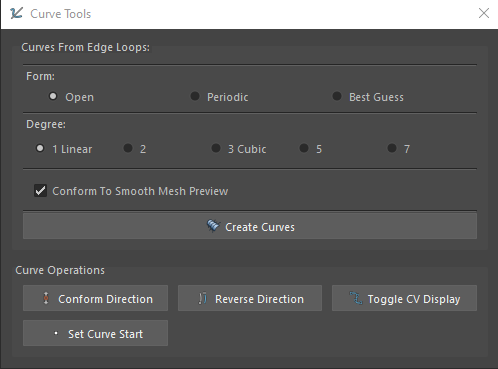 Curve Tools
Curves From Edge Loops:
Form:
Open Periodic Best Guess
Degree:
1 Linear 2 3 Cubic 5 7
Conform To Smooth Mesh Preview
Create Curves
Curve Operations
Conform Direction Reverse Direction Toggle CV Display
Set Curve Start